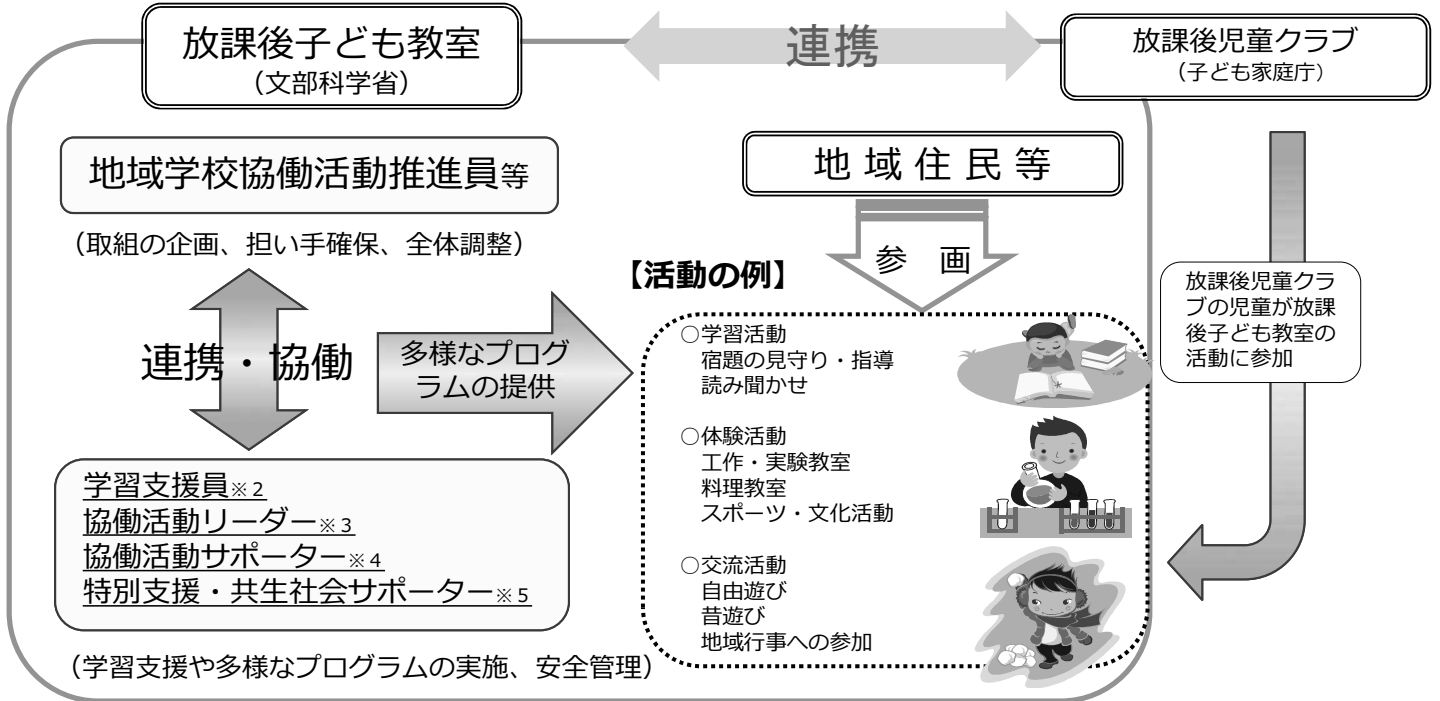 放課後子ども教室
（文部科学省）
連携
放課後児童クラブ
（子ども家庭庁）
地域学校協働活動推進員等
（取組の企画、担い手確保、全体調整）
地域住民等
参　画
連携・協働
多様なプログ
ラムの提供
【活動の例】
○学習活動
宿題の見守り・指導
読み聞かせ
○体験活動
工作・実験教室
料理教室
スポーツ・文化活動
○交流活動
自由遊び
昔遊び
地域行事への参加
放課後児童クラ
ブの児童が放課
後子ども教室の
活動に参加
学習支援員※２
協働活動リーダー※３
協働活動サポーター※４
特別支援・共生社会サポーター※５
（学習支援や多様なプログラムの実施、安全管理）